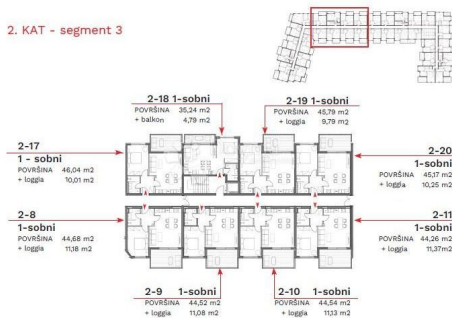 2. KAT - segment 3
2-18 1-sobni
POVRŠINA 35,24 m2
+ balkon 4,79 m2
2-19 1-sobni
POVRŠINA 45,79 m2
+ loggia 9,79 m2
2-17
1 - sobni
POVRŠINA 46,04 m2
+ loggia 10,01 m2
2-20
1-sobni
POVRŠINA 45,17 m2
+ loggia 10,25 m2
2-8
1-sobni
POVRŠINA 44,68 m2
+ loggia 11,18 m2
2-11
1-sobni
POVRŠINA 44,26 m2
+ loggia 11,37m2
2-9 1-sobni
POVRŠINA 44,52 m2
+ loggia 11,08 m2
2-10 1-sobni
POVRŠINA 44,54 m2
+ loggia 11,13 m2